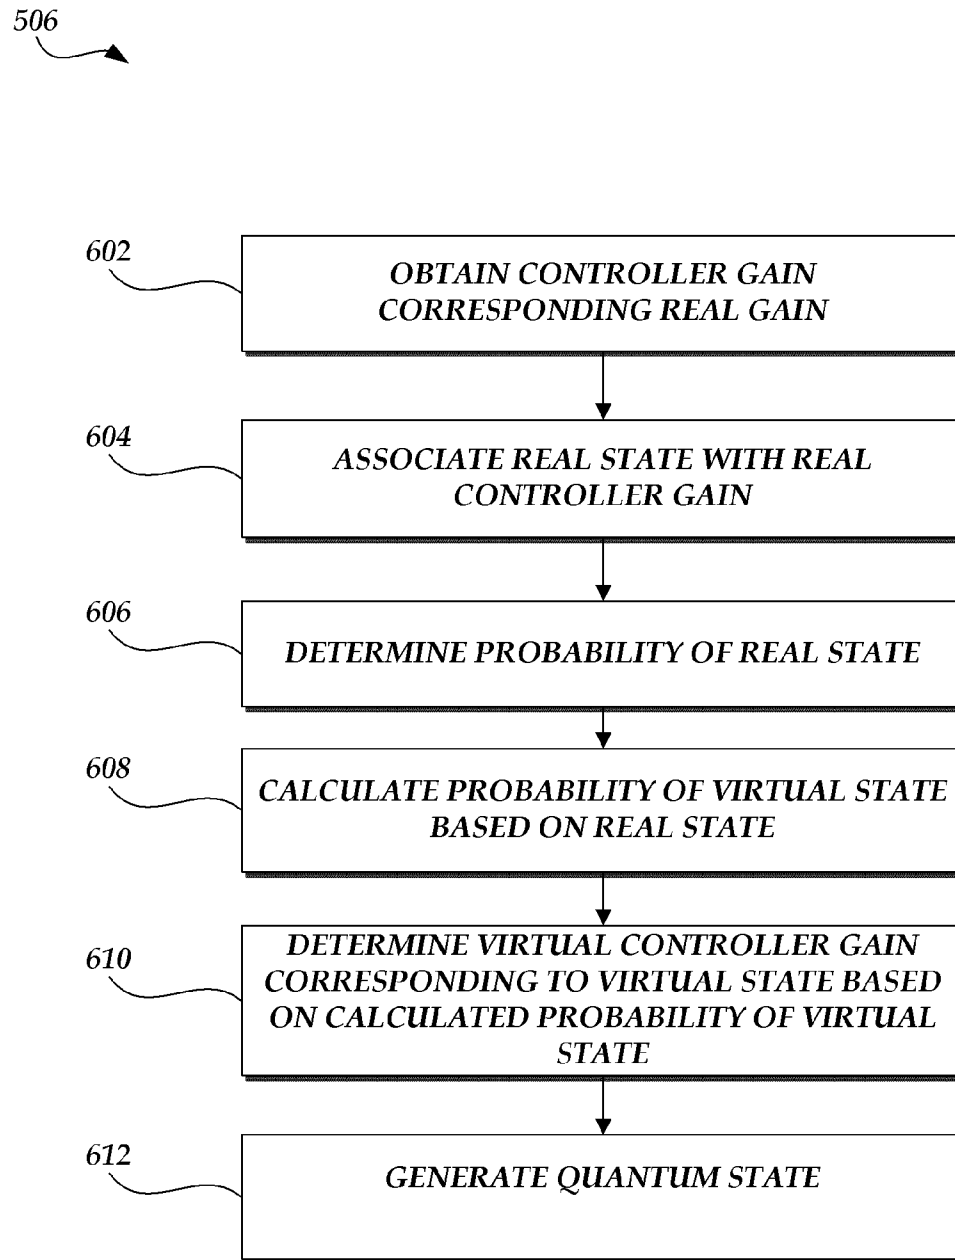 506
602
OBTAIN CONTROLLER GAIN
CORRESPONDING REAL GAIN
604
ASSOCIATE REAL STATE WITH REAL
CONTROLLER GAIN
606
DETERMINE PROBABILITY OF REAL STATE
608
CALCULATE PROBABILITY OF VIRTUAL STATE
BASED ON REAL STATE
610
DETERMINE VIRTUAL CONTROLLER GAIN
CORRESPONDING TO VIRTUAL STATE BASED
ON CALCULATED PROBABILITY OF VIRTUAL
STATE
612
GENERATE QUANTUM STATE